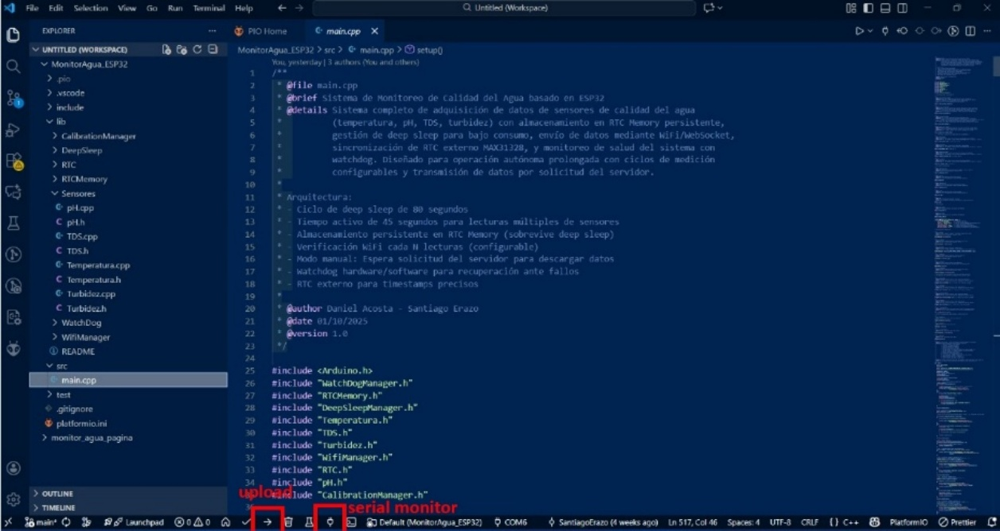 File Edit Selection View Go Run Terminal Help
Untitled (Workspace)
EXPLORER
UNTITLED (WORKSPACE)
MonitorAgua_ESP32
.pio
.vscode
include
lib
CalibrationManager
DeepSleep
RTC
RTCMemory
Sensores
pH.cpp
pH.h
TDS.cpp
TDS.h
Temperatura.cpp
Temperatura.h
Turbidez.cpp
Turbidez.h
WatchDog
WifiManager
README
src
main.cpp
test
.gitignore
platformio.ini
monitor_agua_pagina
OUTLINE
TIMELINE
PIO Home
main.cpp
MonitorAgua_ESP32 > src > main.cpp > setup()
You, yesterday | 3 authors (You and others)
1 /**
2 * @file main.cpp
3 * @brief Sistema de Monitoreo de Calidad del Agua basado en ESP32
4 * @details Sistema completo de adquisición de datos de sensores de calidad del agua
5 * (temperatura, pH, TDS, turbidez) con almacenamiento en RTC Memory persistente,
6 * gestión de deep sleep para bajo consumo, envío de datos mediante WiFi/WebSocket,
7 * sincronización de RTC externo MAX31328, y monitoreo de salud del sistema con
8 * watchdog. Diseñado para operación autónoma prolongada con ciclos de medición
9 * configurables y transmisión de datos por solicitud del servidor.
10 *
11 * Arquitectura:
12 * - Ciclo de deep sleep de 80 segundos
13 * - Tiempo activo de 45 segundos para lecturas múltiples de sensores
14 * - Almacenamiento persistente en RTC Memory (sobrevive deep sleep)
15 * - Verificación WiFi cada N lecturas (configurable)
16 * - Modo manual: Espera solicitud del servidor para descargar datos
17 * - Watchdog hardware/software para recuperación ante fallos
18 * - RTC externo para timestamps precisos
19 *
20 * @author Daniel Acosta - Santiago Erazo
21 * @date 01/10/2025
22 * @version 1.0
23 */
24
25 #include <Arduino.h>
26 #include "WatchDogManager.h"
27 #include "RTCMemory.h"
28 #include "DeepSleepManager.h"
29 #include "Temperatura.h"
30 #include "TDS.h"
31 #include "Turbidez.h"
32 #include "WifiManager.h"
33 #include "RTC.h"
34 #include "pH.h"
#include "CalibrationManager.h"
upload
serial monitor
main* Launchpad 0 0 Default (MonitorAgua_ESP32) COM6 SantiagoErazo (4 weeks ago) Ln 517, Col 46 Spaces: 4 UTF-8 CRLF {} C++ PlatformIO Prettier